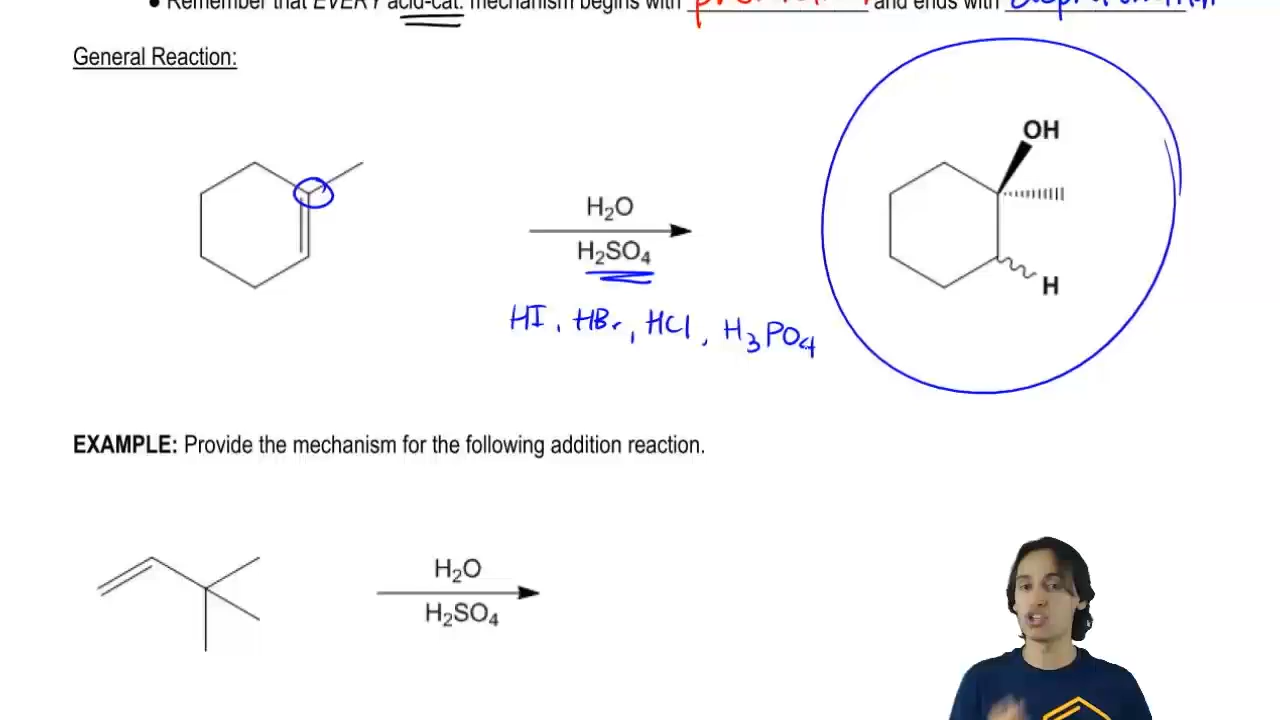 ● Remember that EVERY acid-cat. mechanism begins with and ends with
General Reaction:
OH
H₂O
H₂SO₄
H
HI, HBr, HCl, H₃PO₄
EXAMPLE: Provide the mechanism for the following addition reaction.
H₂O
H₂SO₄